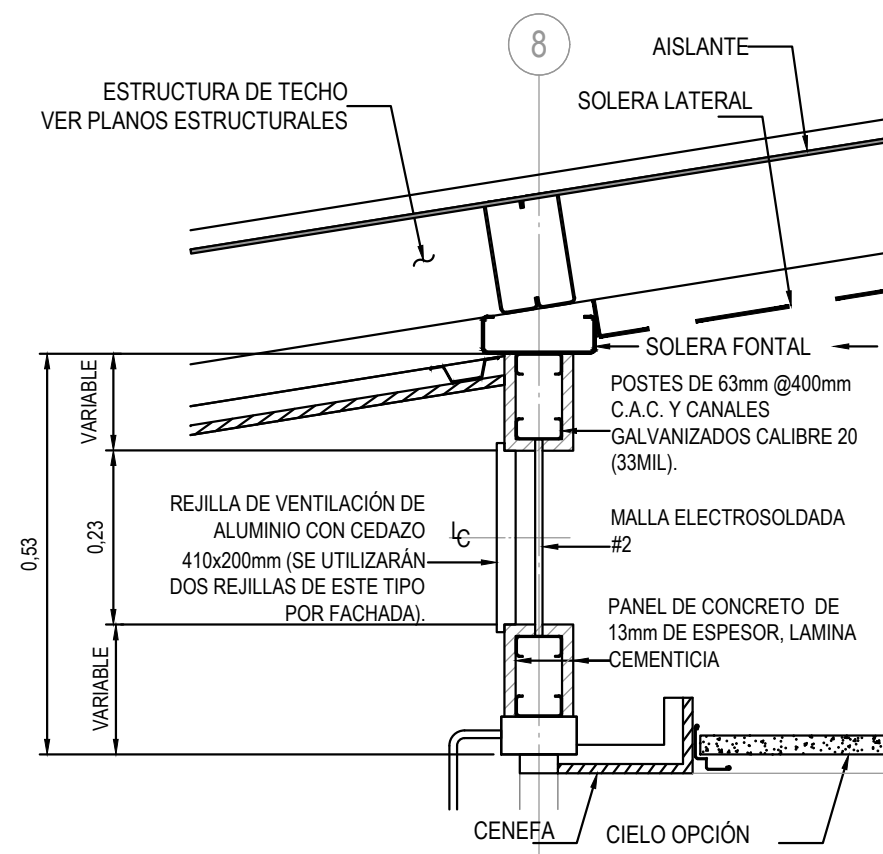 8
AISLANTE
ESTRUCTURA DE TECHO
VER PLANOS ESTRUCTURALES
SOLERA LATERAL
SOLERA FONTAL
POSTES DE 63mm @400mm
C.A.C. Y CANALES
GALVANIZADOS CALIBRE 20
(33MIL).
VARIABLE
0,53
0,23
REJILLA DE VENTILACIÓN DE
ALUMINIO CON CEDAZO
410x200mm (SE UTILIZARÁN
DOS REJILLAS DE ESTE TIPO
POR FACHADA).
LC
MALLA ELECTROSOLDADA
#2
PANEL DE CONCRETO DE
13mm DE ESPESOR, LAMINA
CEMENTICIA
VARIABLE
CENEFA
CIELO OPCIÓN